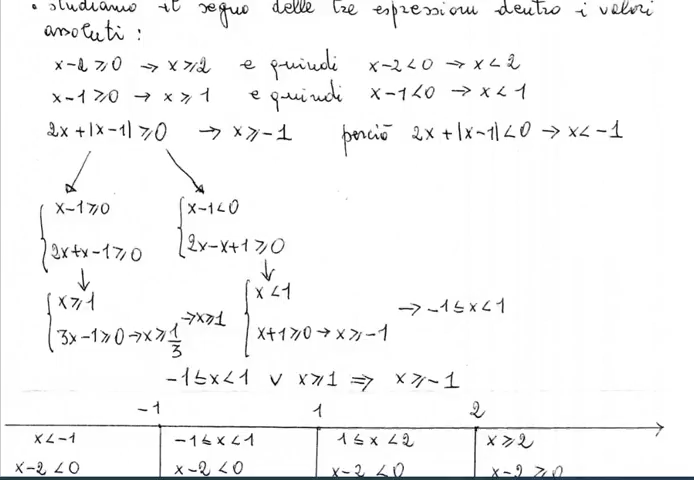 • studiamo il segno delle tre espressioni dentro i valori
assoluti :
x-2 ≥ 0 → x ≥ 2 e quindi x-2 < 0 → x < 2
x-1 ≥ 0 → x ≥ 1 e quindi x-1 < 0 → x < 1
2x + |x-1| ≥ 0 → x ≥ -1 perciò 2x + |x-1| < 0 → x < -1
{ x-1 ≥ 0 { x-1 < 0
2x+x-1 ≥ 0 2x-x+1 ≥ 0
{ x ≥ 1 → x ≥ 1 { x < 1 → -1 ≤ x < 1
3x-1 ≥ 0 → x ≥ 1/3 x+1 ≥ 0 → x ≥ -1
-1 ≤ x < 1 ∨ x ≥ 1 ⇒ x ≥ -1
-1 1 2
x < -1 -1 ≤ x < 1 1 ≤ x < 2 x ≥ 2
x-2 < 0 x-2 < 0 x-2 < 0 x-2 ≥ 0